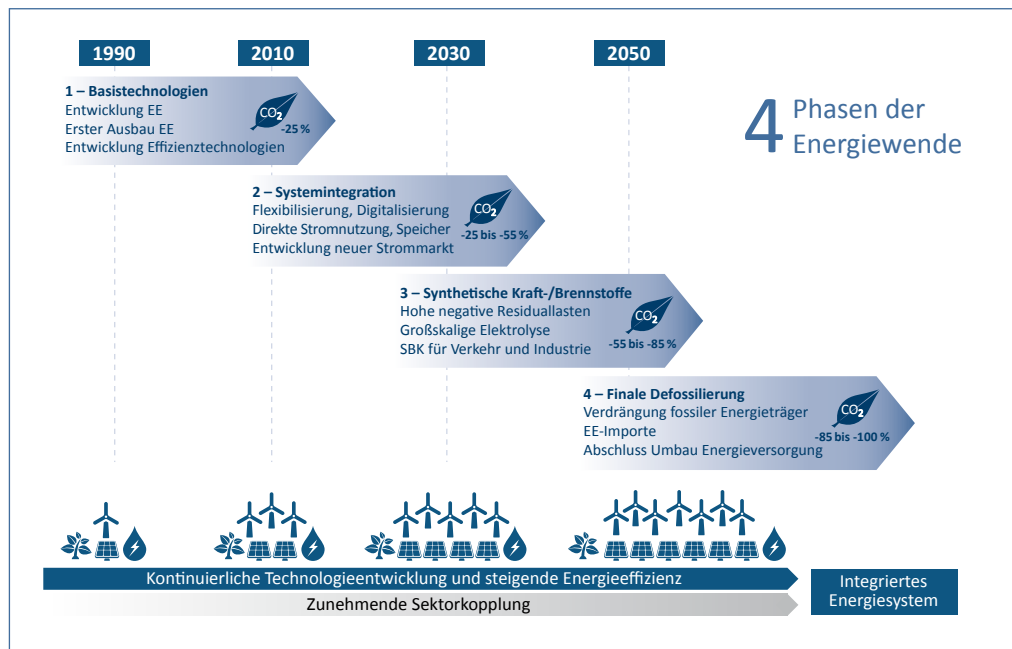 1990
2010
2030
2050
4 Phasen der
Energiewende
1 – Basistechnologien
Entwicklung EE
Erster Ausbau EE
Entwicklung Effizientechnologien
CO2
-25 %
2 – Systemintegration
Flexibilisierung, Digitalisierung
Direkte Stromnutzung, Speicher
Entwicklung neuer Strommarkt
CO2
-25 bis -55 %
3 – Synthetische Kraft-/Brennstoffe
Hohe negative Residuallasten
Großskalige Elektrolyse
SBK für Verkehr und Industrie
CO2
-55 bis -85 %
4 – Finale Defossilierung
Verdrängung fossiler Energieträger
EE-Importe
Abschluss Umbau Energieversorgung
CO2
-85 bis -100 %
Kontinuierliche Technologieentwicklung und steigende Energieeffizienz
Zunehmende Sektorkopplung
Integriertes
Energiesystem